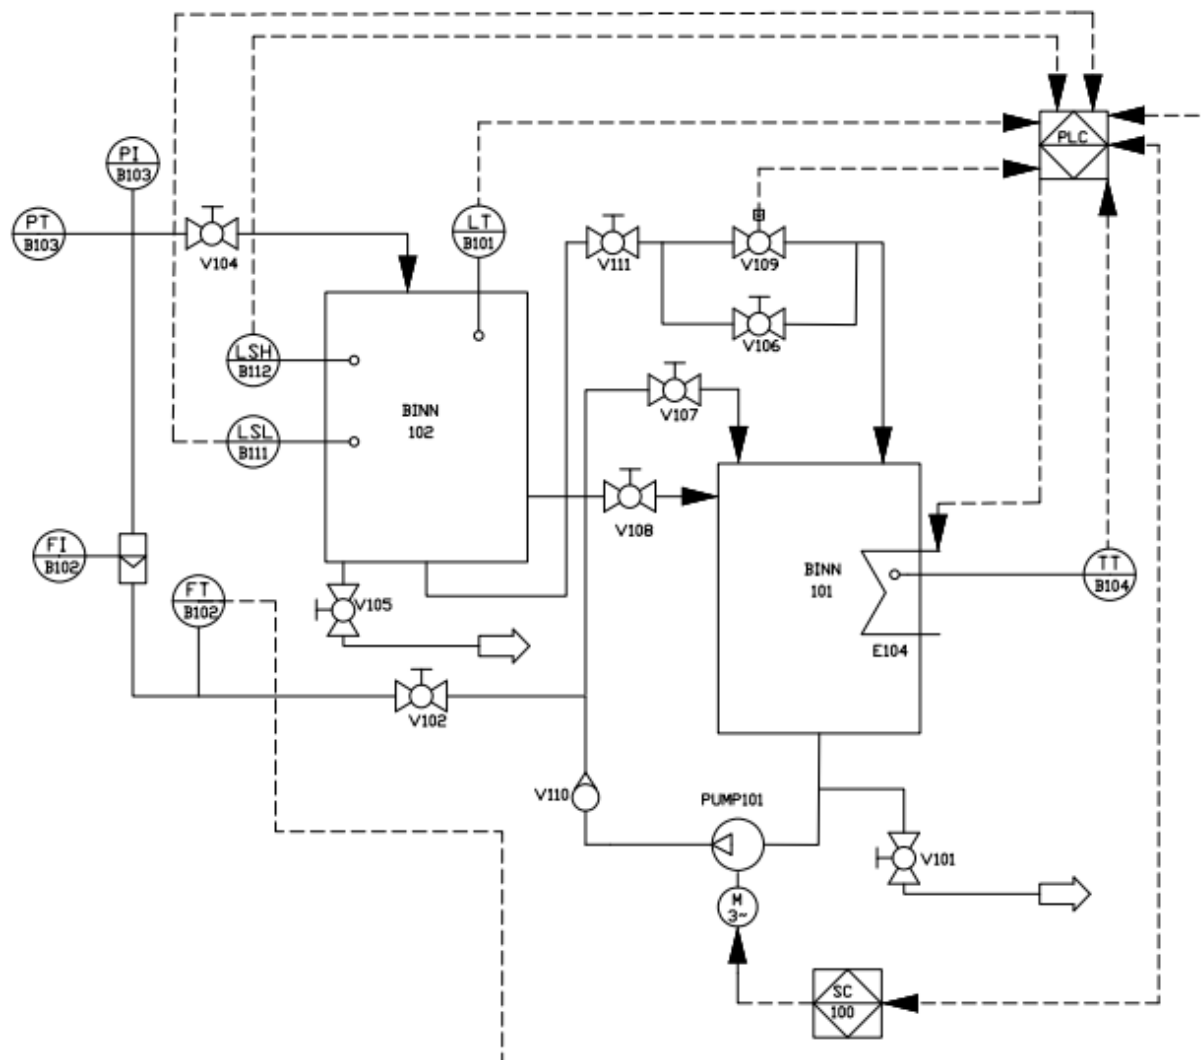 PLC
PI
B103
PT
B103
V104
LT
B101
V111
V109
V106
LSH
B112
V107
BINN
102
LSL
B111
V108
FI
B102
FT
B102
V105
BINN
101
TT
B104
E104
V102
V110
PUMP101
V101
M
3~
SC
100